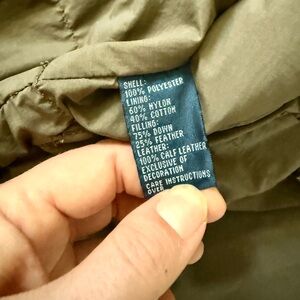 SHELL:
100% POLYESTER
LINING:
60% NYLON
40% COTTON
FILLING:
75% DOWN
25% FEATHER
LEATHER:
100% CALF LEATHER
EXCLUSIVE OF
DECORATION
CARE INSTRUCTIONS
OVER